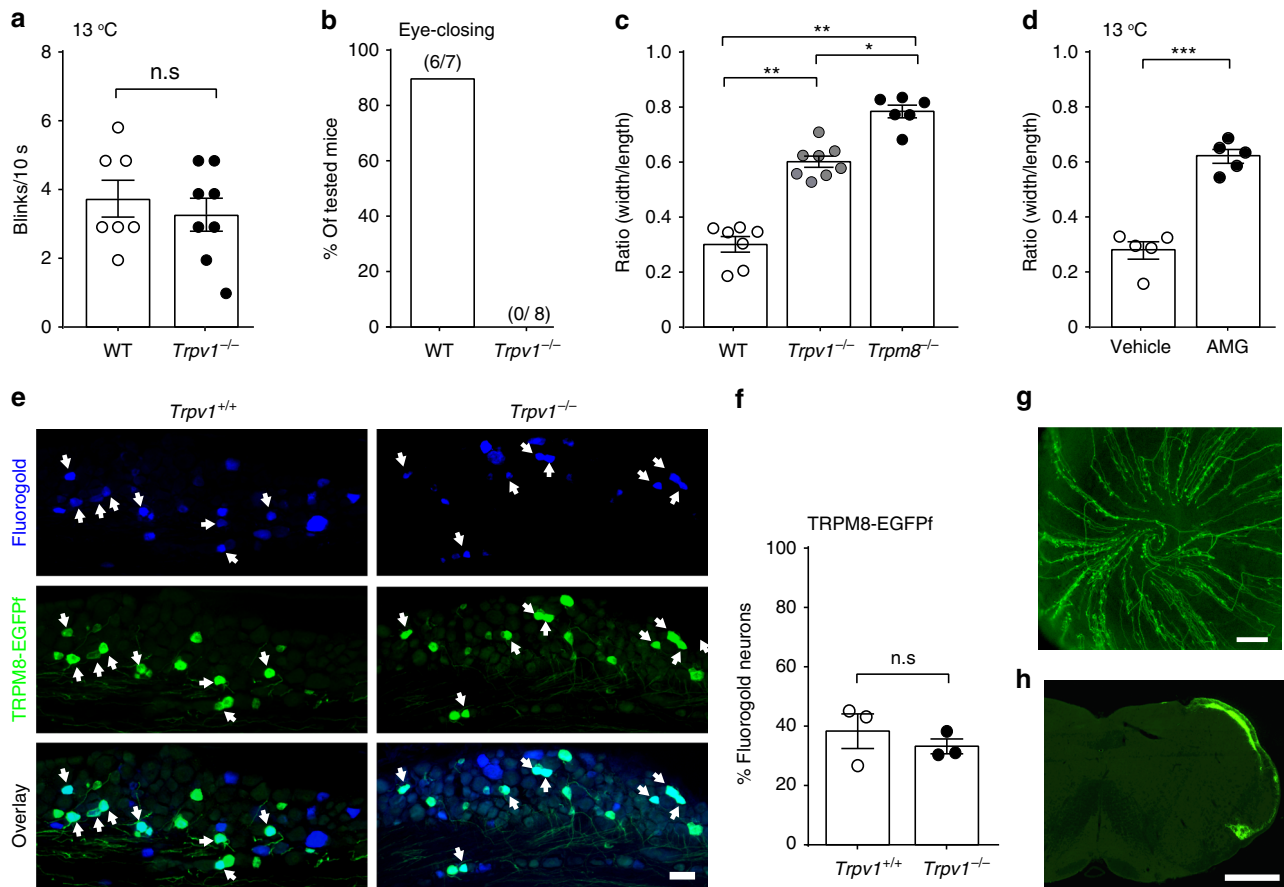 a
13 °C
8
6
4
2
0
Blinks/10 s
n.s
WT
Trpv1−/−
b
Eye-closing
100
80
60
40
20
0
% Of tested mice
(6/7)
(0/ 8)
WT
Trpv1−/−
c
1.0
0.8
0.6
0.4
0.2
0
Ratio (width/length)
**
*
**
WT
Trpv1−/−
Trpm8−/−
d
13 °C
1.0
0.8
0.6
0.4
0.2
0
Ratio (width/length)
***
Vehicle
AMG
e
Trpv1+/+
Trpv1−/−
Fluorogold
TRPM8-EGFPf
Overlay
f
TRPM8-EGFPf
100
80
60
40
20
0
% Fluorogold neurons
n.s
Trpv1+/+
Trpv1−/−
g
h